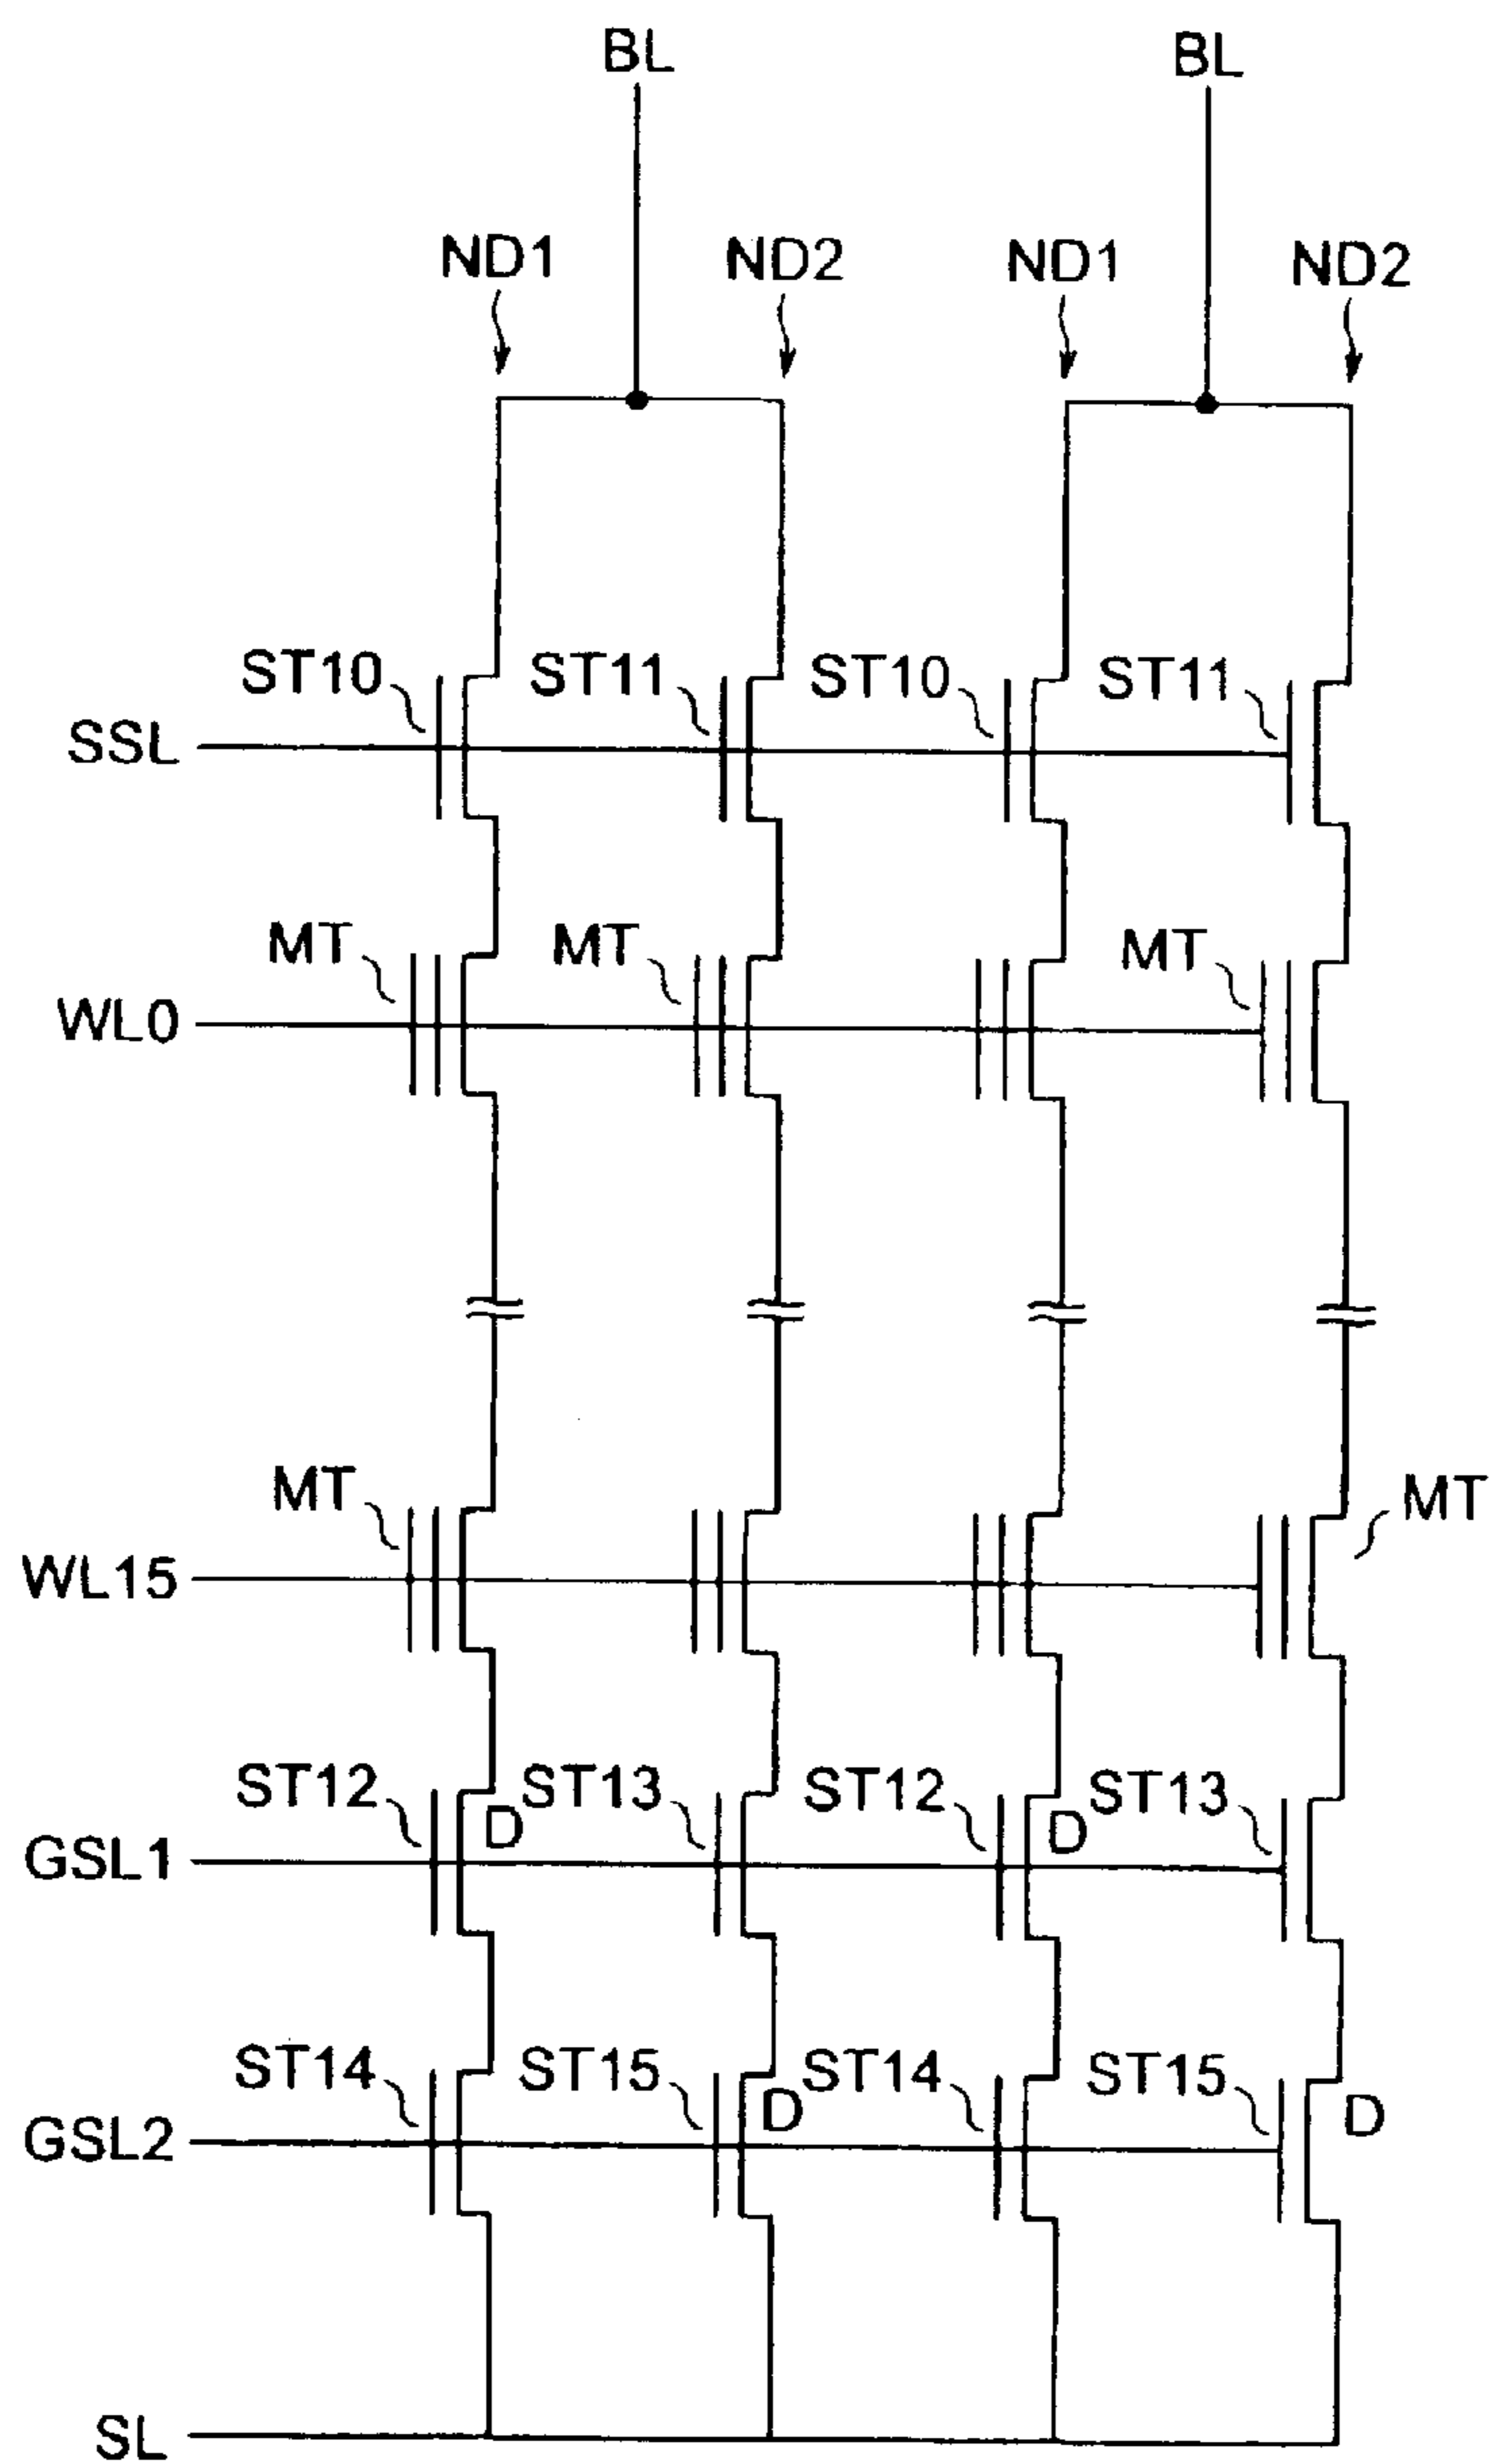 BL BL
ND1 ND2 ND1 ND2
ST10 ST11 ST10 ST11
SSL
MT MT MT
WL0
MT MT
WL15
ST12 D ST13 ST12 D ST13
GSL1
ST14 ST15 D ST14 ST15 D
GSL2
SL